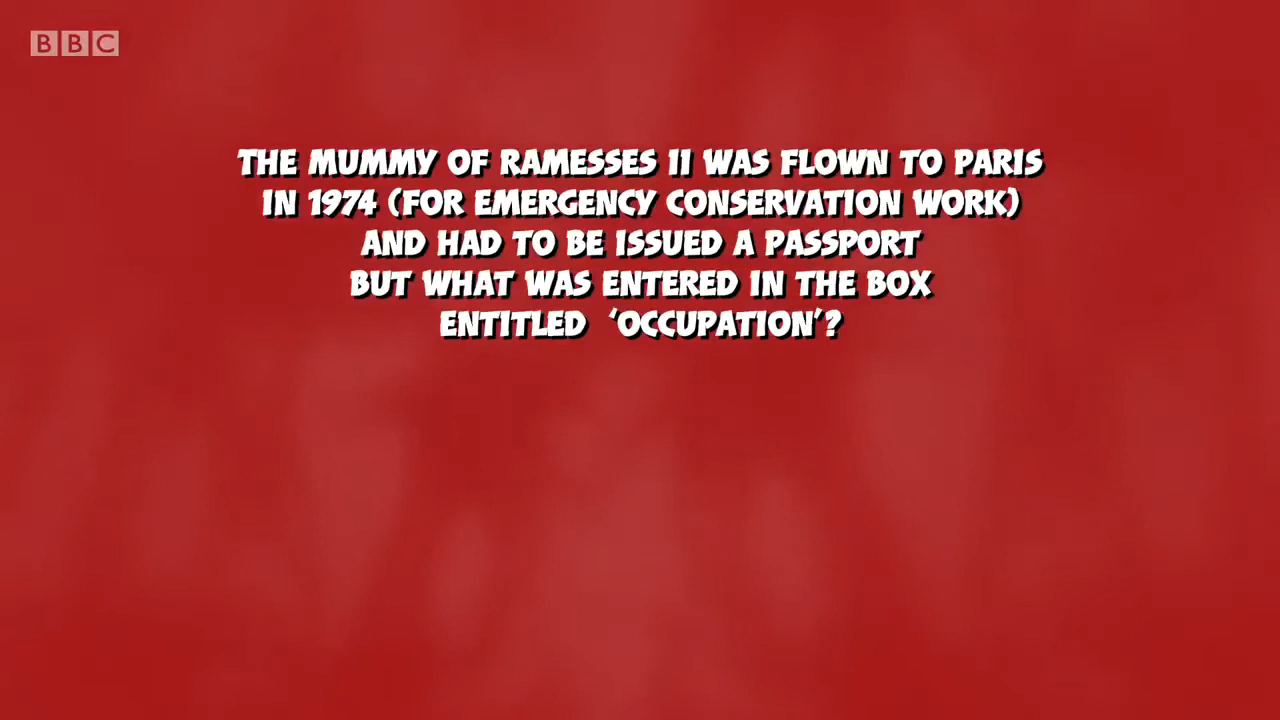 BBC
THE MUMMY OF RAMESSES II WAS FLOWN TO PARIS
IN 1974 (FOR EMERGENCY CONSERVATION WORK)
AND HAD TO BE ISSUED A PASSPORT
BUT WHAT WAS ENTERED IN THE BOX
ENTITLED ‘OCCUPATION’?